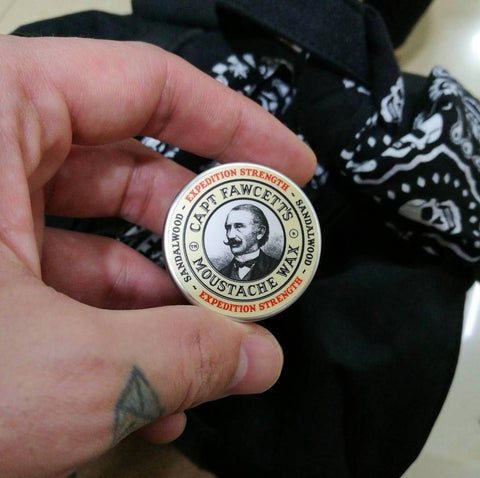 EXPEDITION STRENGTH
SANDALWOOD - EXPEDITION STRENGTH - SANDALWOOD -
CAPT FAWCETT'S
MOUSTACHE WAX